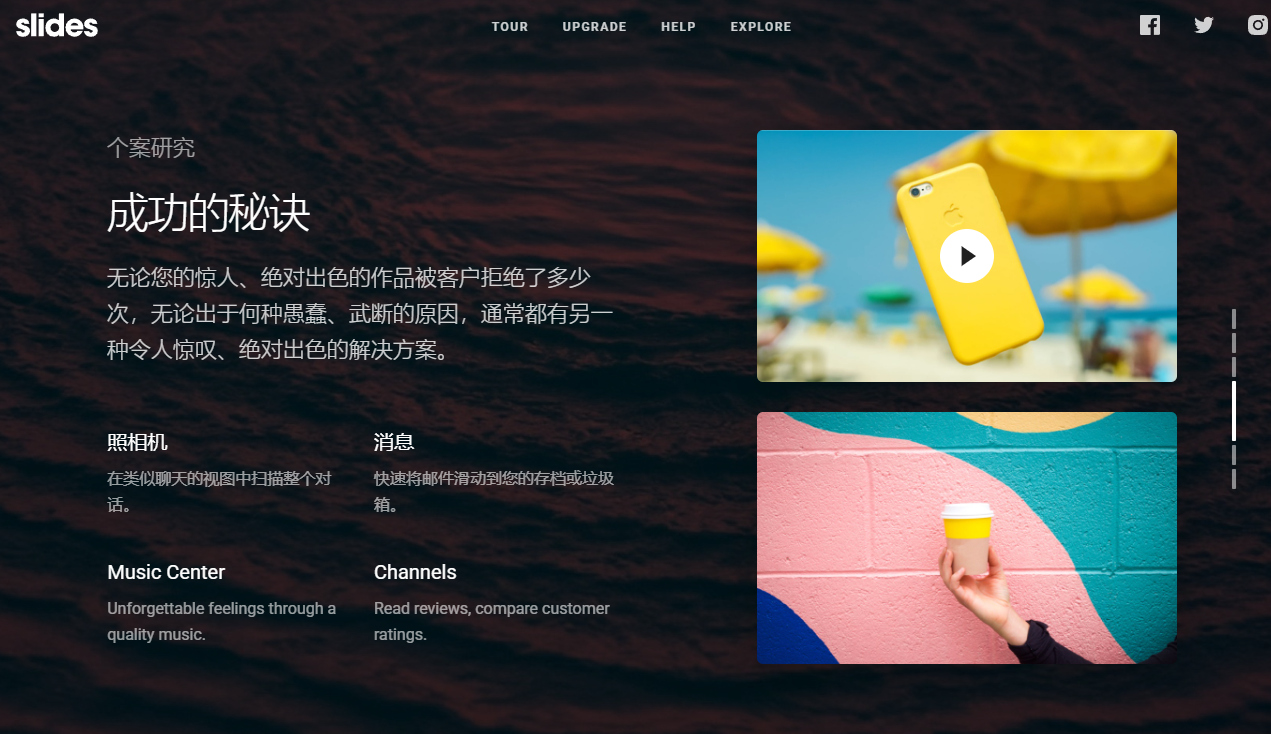 slides
TOUR
UPGRADE
HELP
EXPLORE
个案研究
成功的秘诀
无论您的惊人、绝对出色的作品被客户拒绝了多少
次，无论出于何种愚蠢、武断的原因，通常都有另一
种令人惊叹、绝对出色的解决方案。
照相机
在类似聊天的视图中扫描整个对
话。
消息
快速将邮件滑动到您的存档或垃圾
箱。
Music Center
Unforgettable feelings through a
quality music.
Channels
Read reviews, compare customer
ratings.